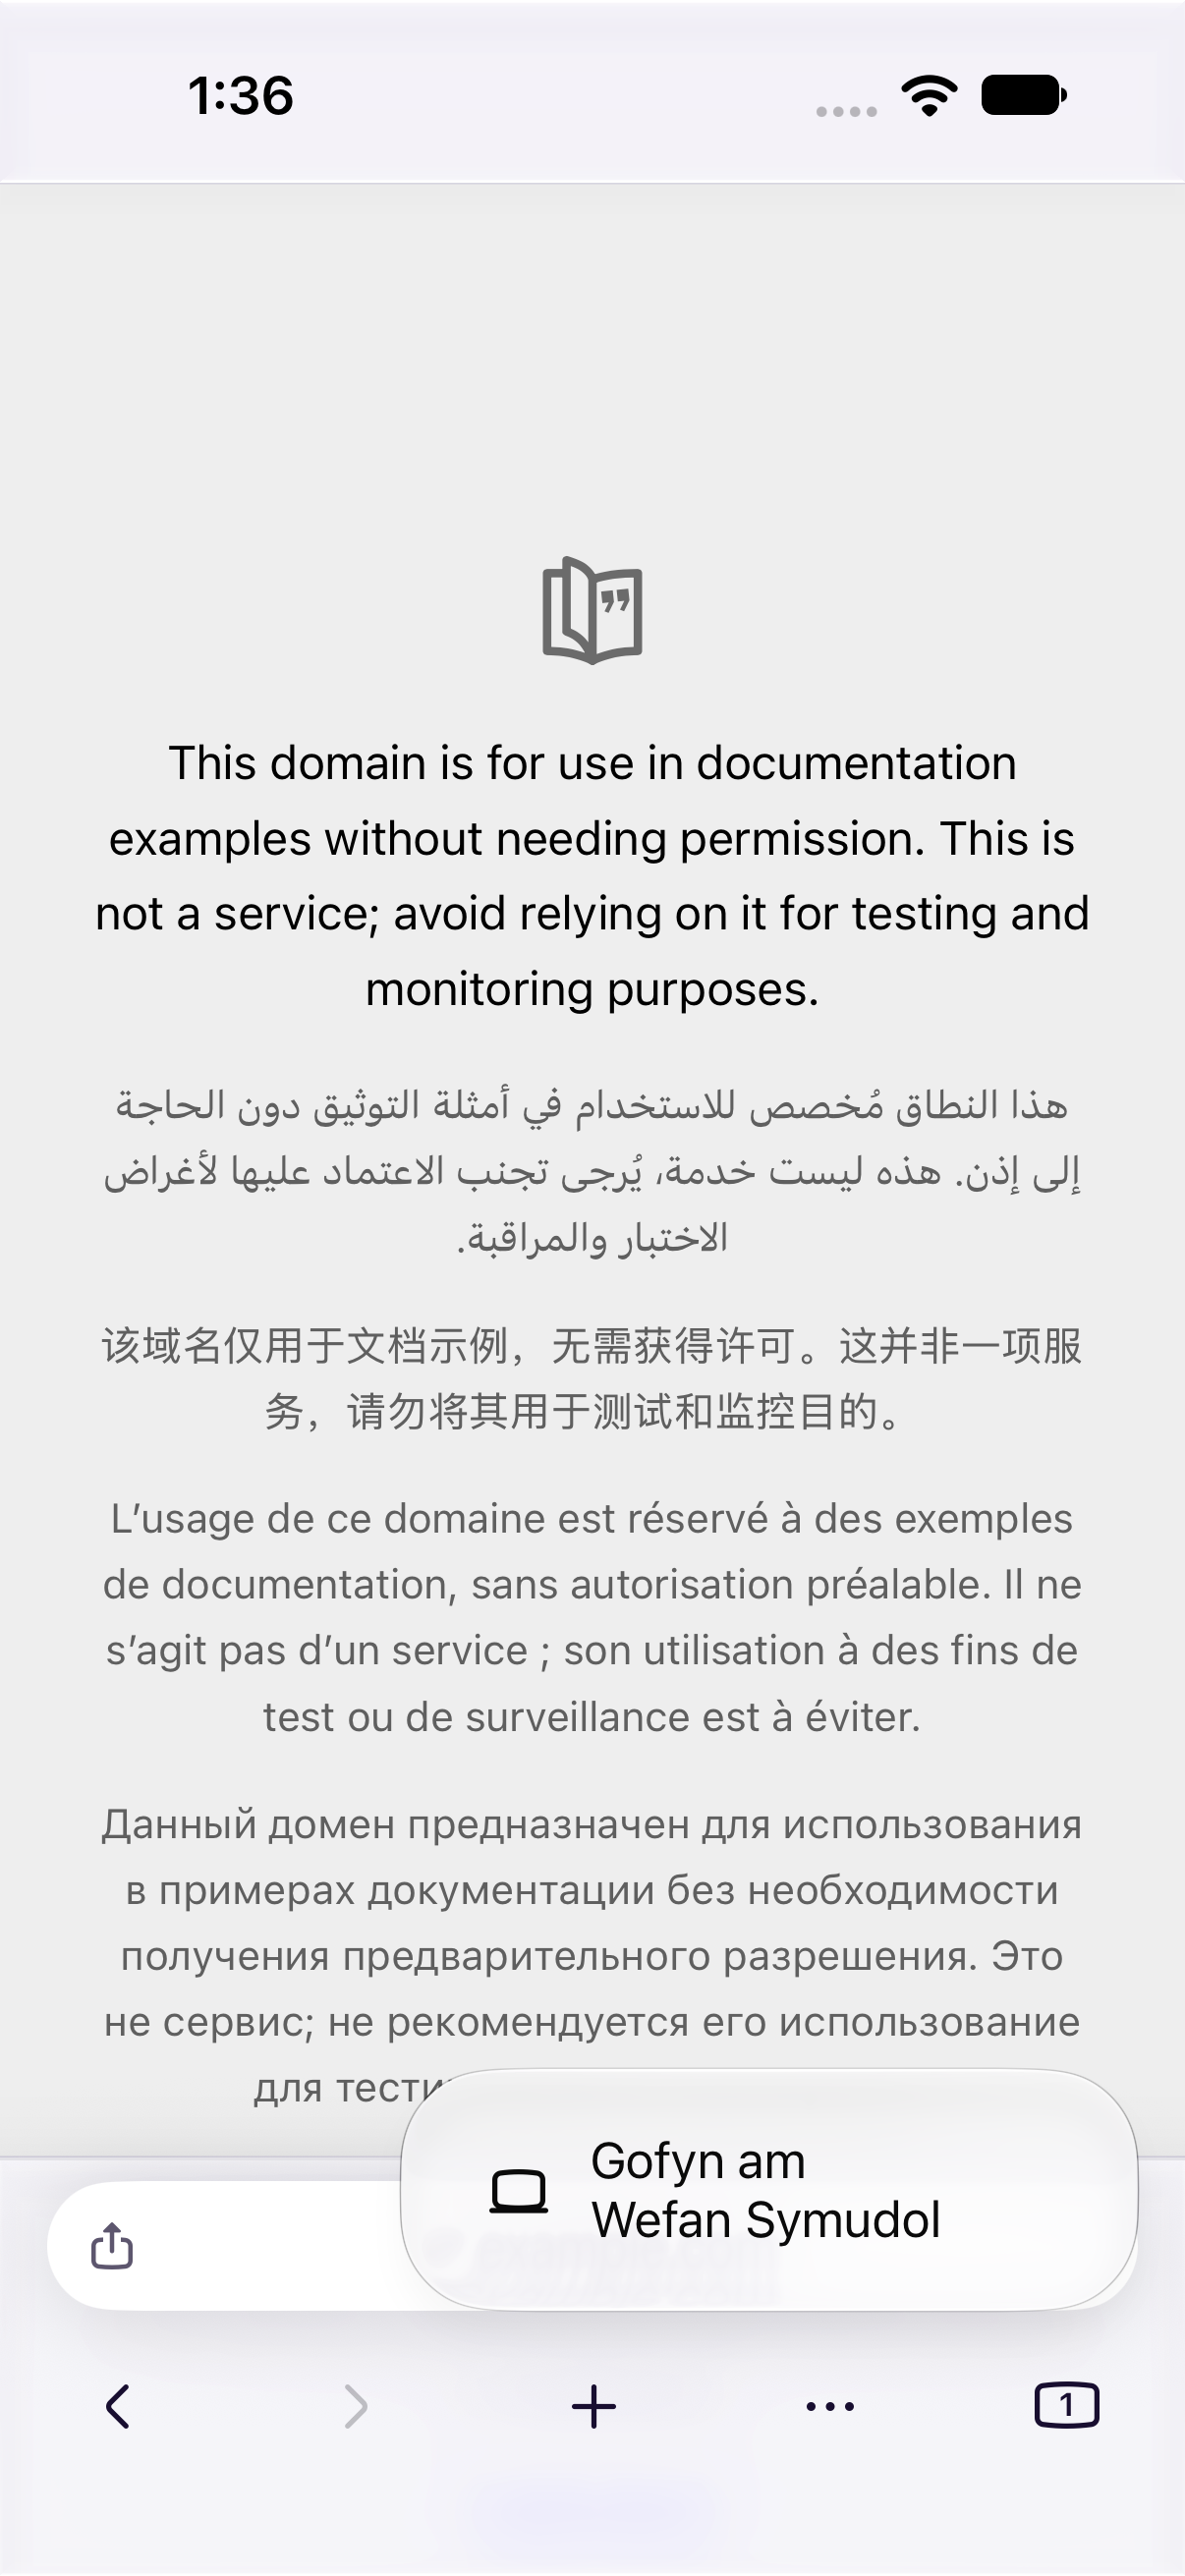 1:36
This domain is for use in documentation
examples without needing permission. This is
not a service; avoid relying on it for testing and
monitoring purposes.
هذا النطاق مُخصص للاستخدام في أمثلة التوثيق دون الحاجة
إلى إذن. هذه ليست خدمة، يُرجى تجنب الاعتماد عليها لأغراض
الاختبار والمراقبة.
该域名仅用于文档示例，无需获得许可。这并非一项服
务，请勿将其用于测试和监控目的。
L’usage de ce domaine est réservé à des exemples
de documentation, sans autorisation préalable. Il ne
s’agit pas d’un service ; son utilisation à des fins de
test ou de surveillance est à éviter.
Данный домен предназначен для использования
в примерах документации без необходимости
получения предварительного разрешения. Это
не сервис; не рекомендуется его использование
для
Gofyn am
Wefan Symudol
1